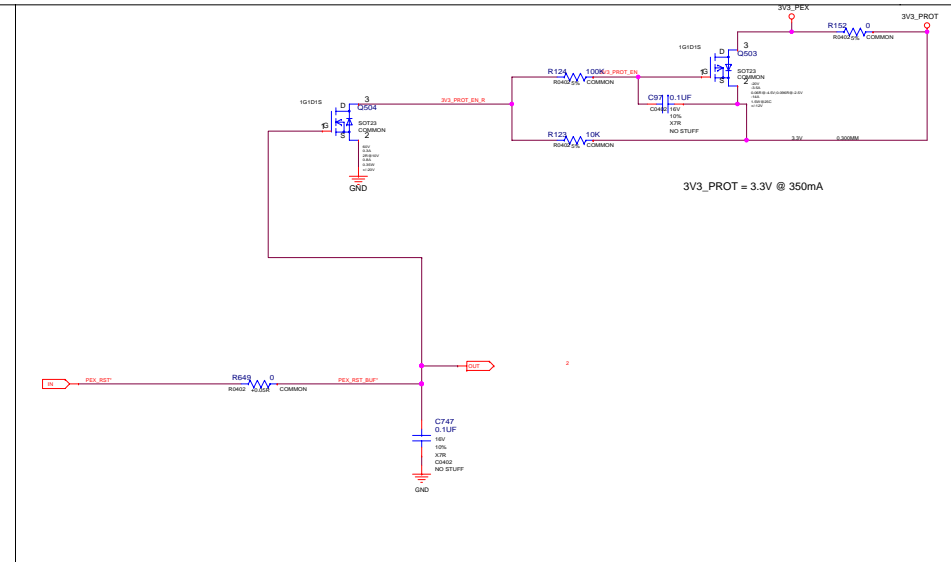 3V3_PEX
R152 0
3V3_PROT
R0402 5% COMMON
3
Q503
1G1D1S
D
G
S
2
SOT23
COMMON
R124 100K
3V3_PROT_EN
R0402 5% COMMON
C97 0.1UF
C0402 16V
10%
X7R
NO STUFF
R123 10K
R0402 5% COMMON
3.3V 0.300MM
3V3_PROT = 3.3V @ 350mA
3V3_PROT_EN_R
1G1D1S
3
Q504
D
G
S
2
SOT23
COMMON
60V
0.3A
GND
IN
PEX_RST*
R649 0
R0402 COMMON
PEX_RST_BUF*
OUT
2
C747
0.1UF
16V
10%
X7R
C0402
NO STUFF
GND